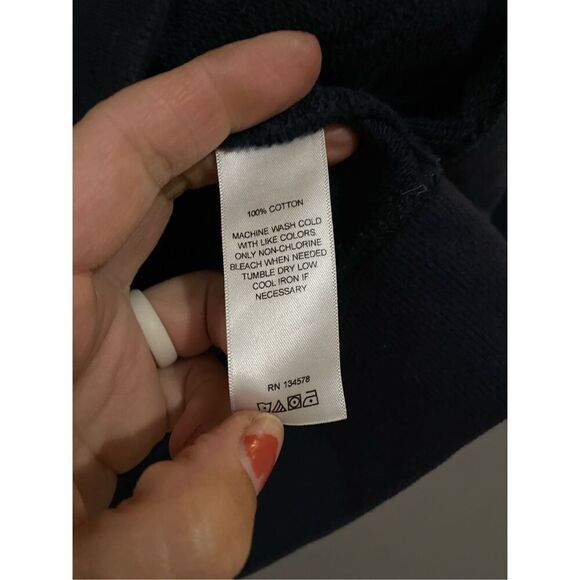 100% COTTON
MACHINE WASH COLD
WITH LIKE COLORS.
ONLY NON-CHLORINE
BLEACH WHEN NEEDED
TUMBLE DRY LOW.
COOL IRON IF
NECESSARY
RN 134578